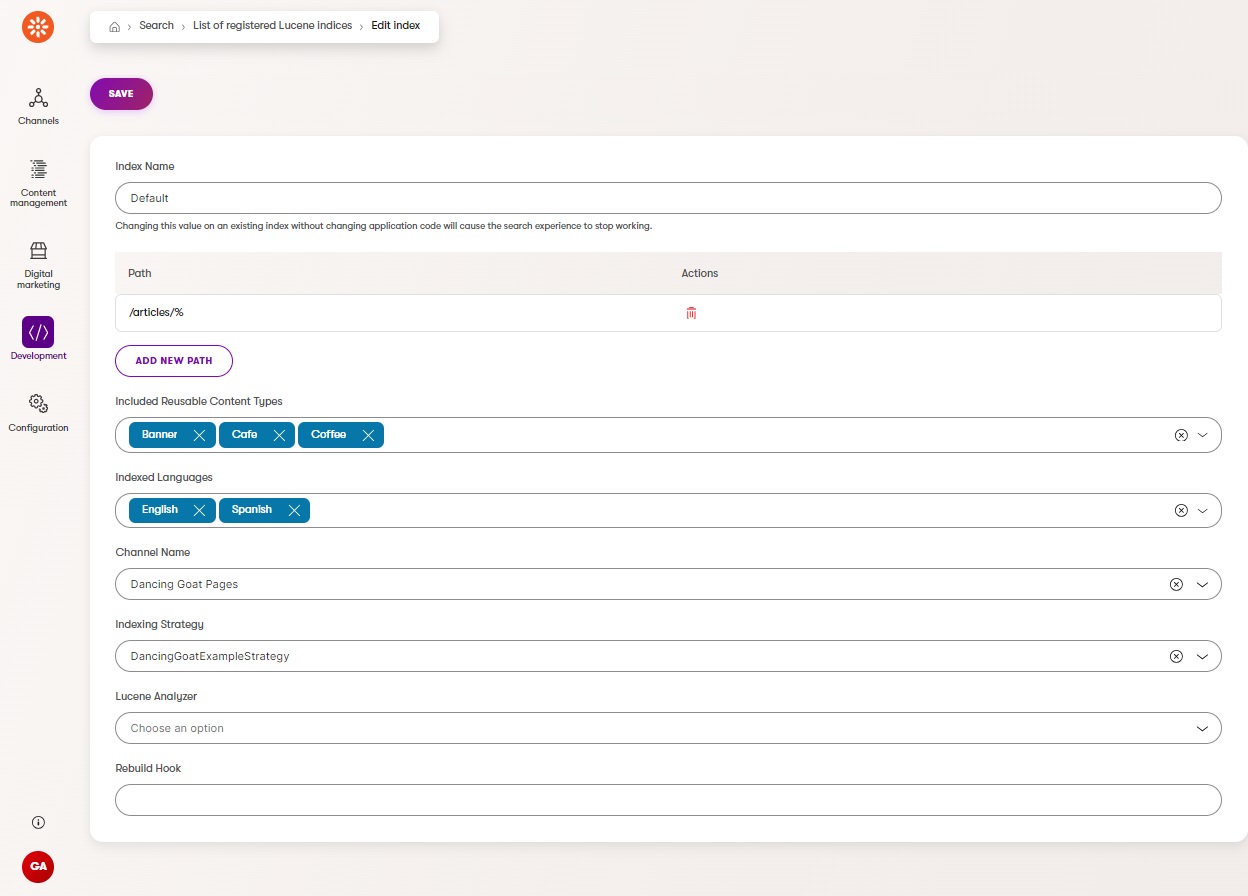 Search › List of registered Lucene indices › Edit index
SAVE
Channels
Content
management
Digital
marketing
Development
Configuration
GA
Index Name
Default
Changing this value on an existing index without changing application code will cause the search experience to stop working.
Path Actions
/articles/%
ADD NEW PATH
Included Reusable Content Types
Banner Cafe Coffee
Indexed Languages
English Spanish
Channel Name
Dancing Goat Pages
Indexing Strategy
DancingGoatExampleStrategy
Lucene Analyzer
Choose an option
Rebuild Hook